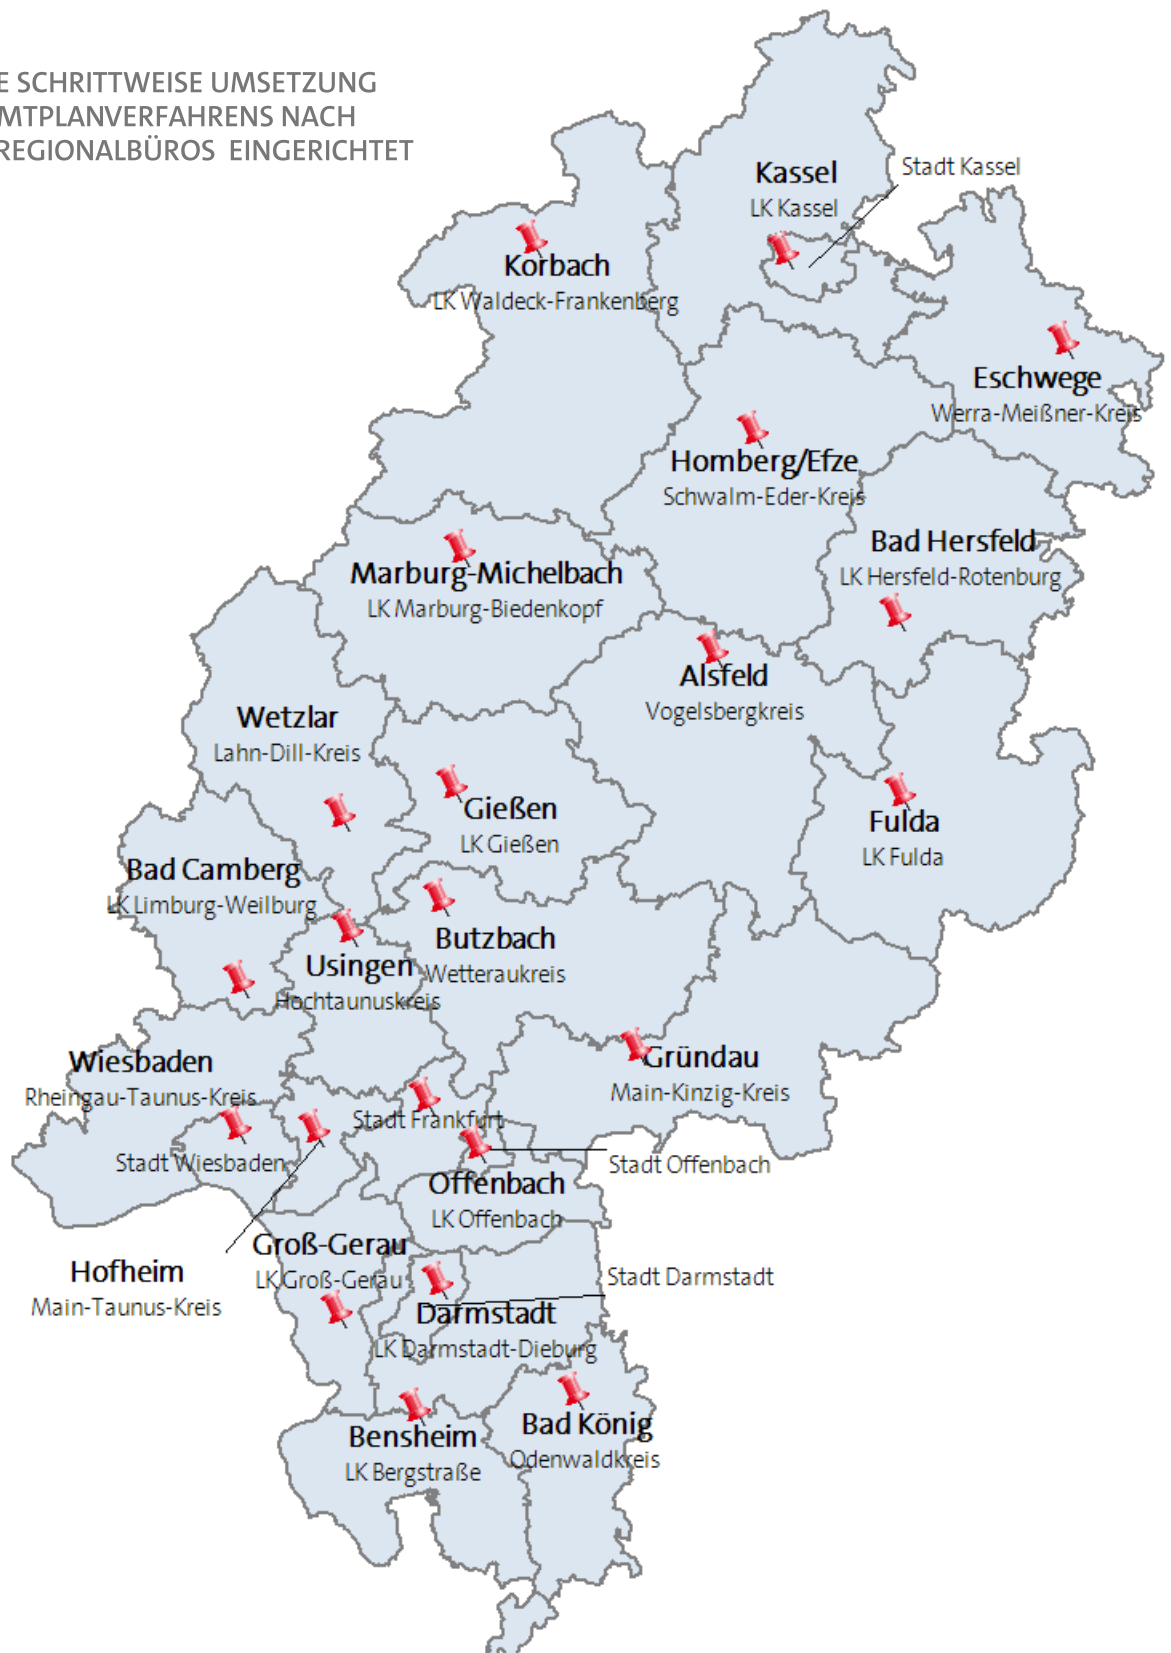 E SCHRITTWEISE UMSETZUNG
MTPLANVERFAHRENS NACH
REGIONALBÜROS EINGERICHTET
Kassel
LK Kassel
Stadt Kassel
Korbach
LK Waldeck-Frankenberg
Eschwege
Werra-Meißner-Kreis
Homberg/Efze
Schwalm-Eder-Kreis
Bad Hersfeld
LK Hersfeld-Rotenburg
Marburg-Michelbach
LK Marburg-Biedenkopf
Alsfeld
Vogelsbergkreis
Wetzlar
Lahn-Dill-Kreis
Gießen
LK Gießen
Fulda
LK Fulda
Bad Camberg
LK Limburg-Weilburg
Butzbach
Wetteraukreis
Usingen
Hochtaunuskreis
Gründau
Main-Kinzig-Kreis
Wiesbaden
Rheingau-Taunus-Kreis
Stadt Frankfurt
Stadt Wiesbaden
Stadt Offenbach
Offenbach
LK Offenbach
Groß-Gerau
LK Groß-Gerau
Hofheim
Main-Taunus-Kreis
Stadt Darmstadt
Darmstadt
LK Darmstadt-Dieburg
Bad König
Odenwaldkreis
Bensheim
LK Bergstraße